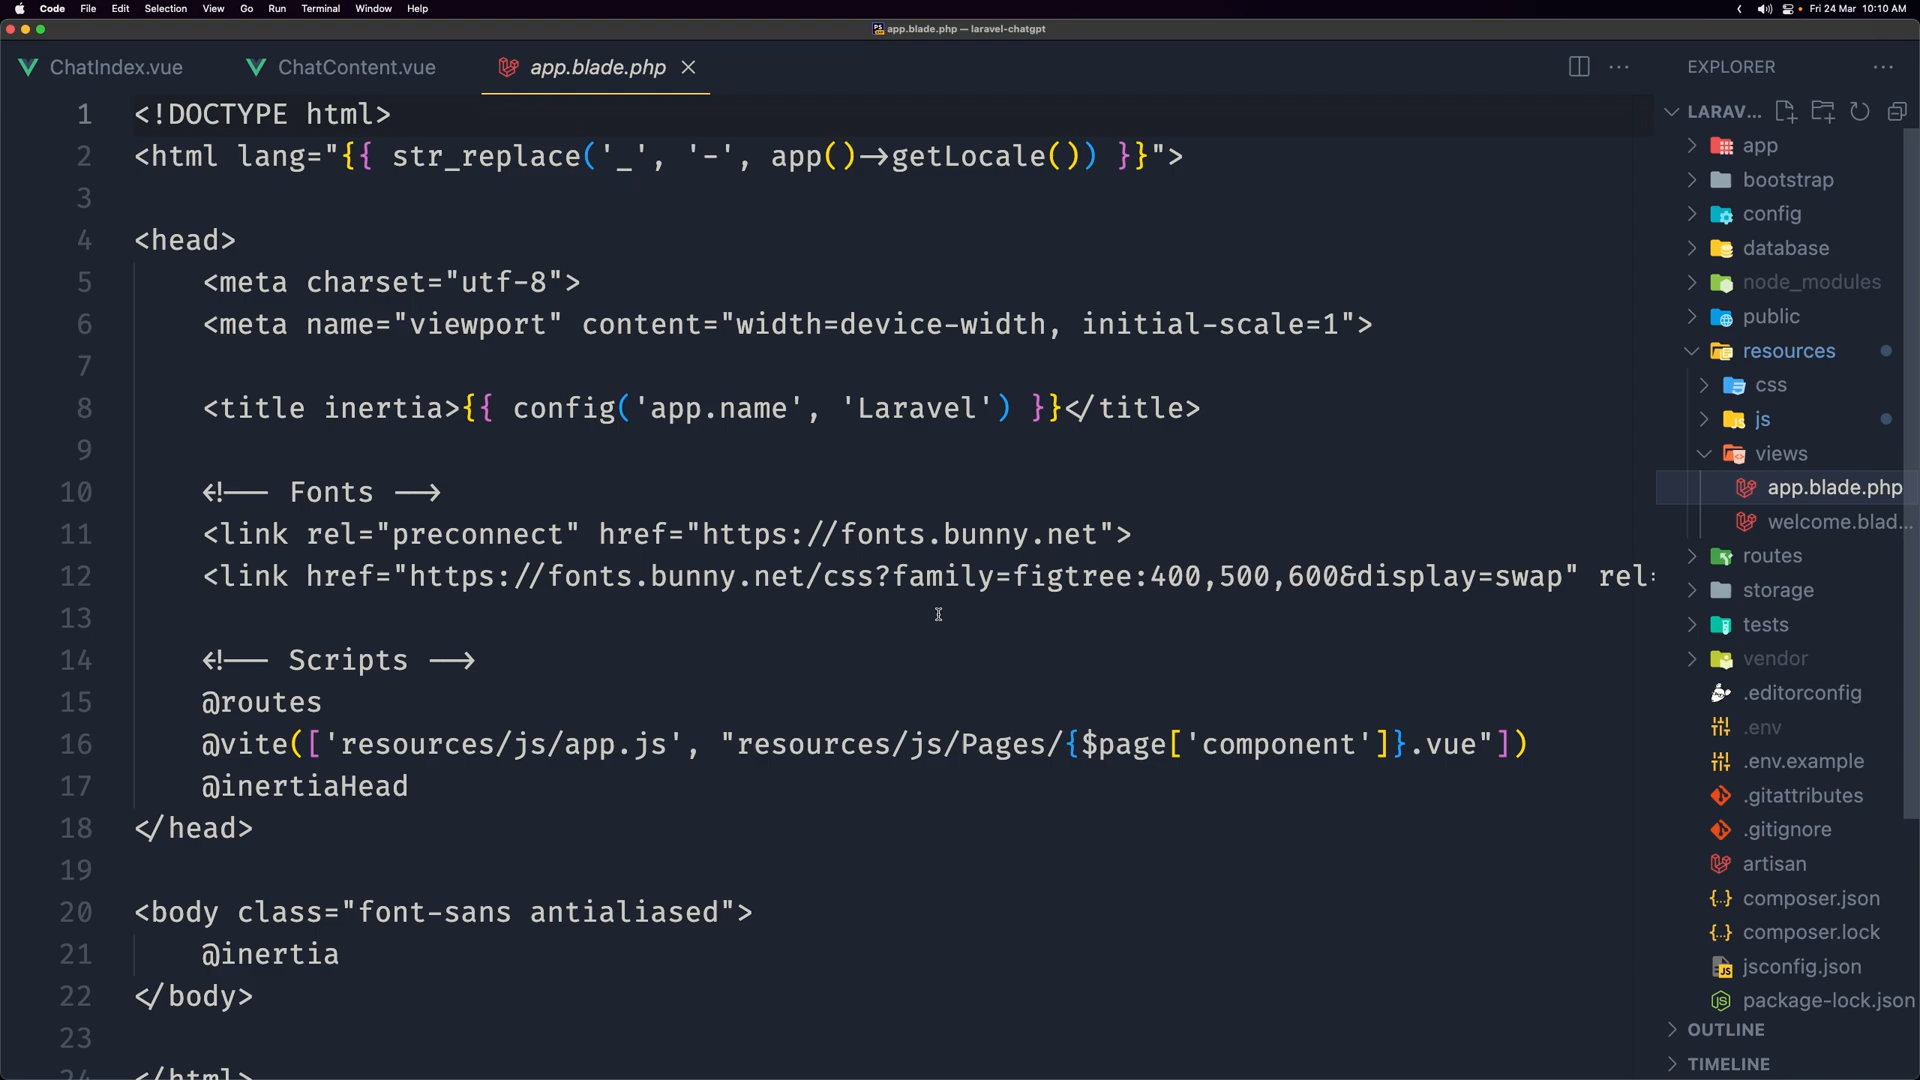 Code File Edit Selection View Go Run Terminal Window Help Fri 24 Mar 10:10 AM
app.blade.php — laravel-chatgpt
ChatIndex.vue ChatContent.vue app.blade.php
1 <!DOCTYPE html>
2 <html lang="{{ str_replace('_', '-', app()->getLocale()) }}">
3
4 <head>
5 <meta charset="utf-8">
6 <meta name="viewport" content="width=device-width, initial-scale=1">
7
8 <title inertia>{{ config('app.name', 'Laravel') }}</title>
9
10 <!-- Fonts -->
11 <link rel="preconnect" href="https://fonts.bunny.net">
12 <link href="https://fonts.bunny.net/css?family=figtree:400,500,600&display=swap" rel=
13
14 <!-- Scripts -->
15 @routes
16 @vite(['resources/js/app.js', "resources/js/Pages/{$page['component']}.vue"])
17 @inertiaHead
18 </head>
19
20 <body class="font-sans antialiased">
21 @inertia
22 </body>
23
24 </html>
EXPLORER
LARAV...
app
bootstrap
config
database
node_modules
public
resources
css
js
views
app.blade.php
welcome.blad...
routes
storage
tests
vendor
.editorconfig
.env
.env.example
.gitattributes
.gitignore
artisan
composer.json
composer.lock
jsconfig.json
package-lock.json
OUTLINE
TIMELINE